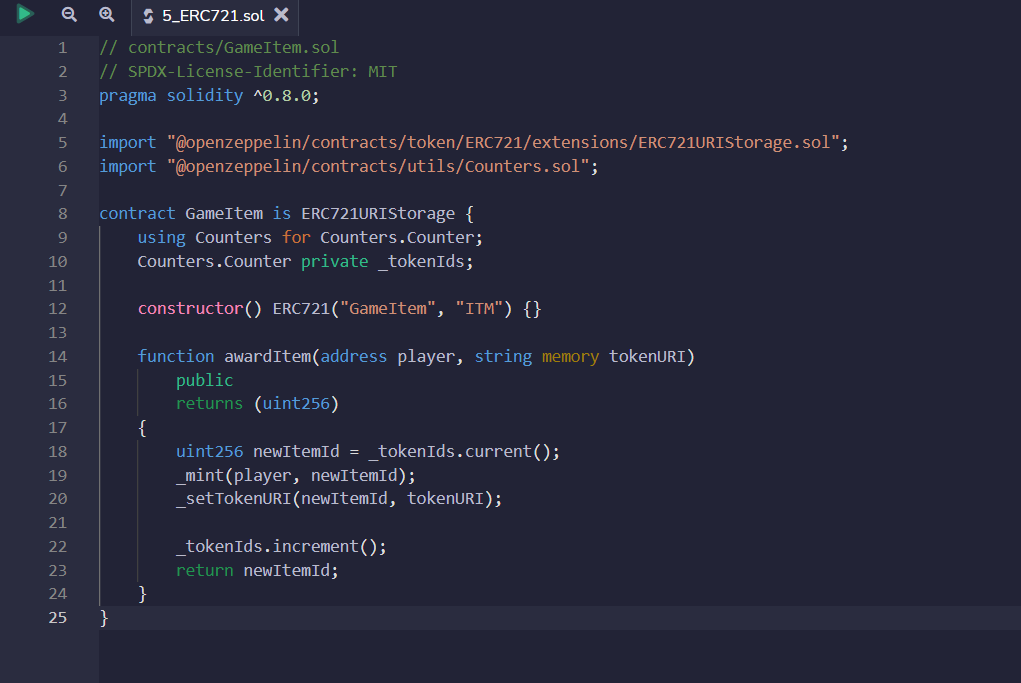 5_ERC721.sol
1 // contracts/GameItem.sol
2 // SPDX-License-Identifier: MIT
3 pragma solidity ^0.8.0;
4
5 import "@openzeppelin/contracts/token/ERC721/extensions/ERC721URIStorage.sol";
6 import "@openzeppelin/contracts/utils/Counters.sol";
7
8 contract GameItem is ERC721URIStorage {
9     using Counters for Counters.Counter;
10     Counters.Counter private _tokenIds;
11
12     constructor() ERC721("GameItem", "ITM") {}
13
14     function awardItem(address player, string memory tokenURI)
15         public
16         returns (uint256)
17     {
18         uint256 newItemId = _tokenIds.current();
19         _mint(player, newItemId);
20         _setTokenURI(newItemId, tokenURI);
21
22         _tokenIds.increment();
23         return newItemId;
24     }
25 }